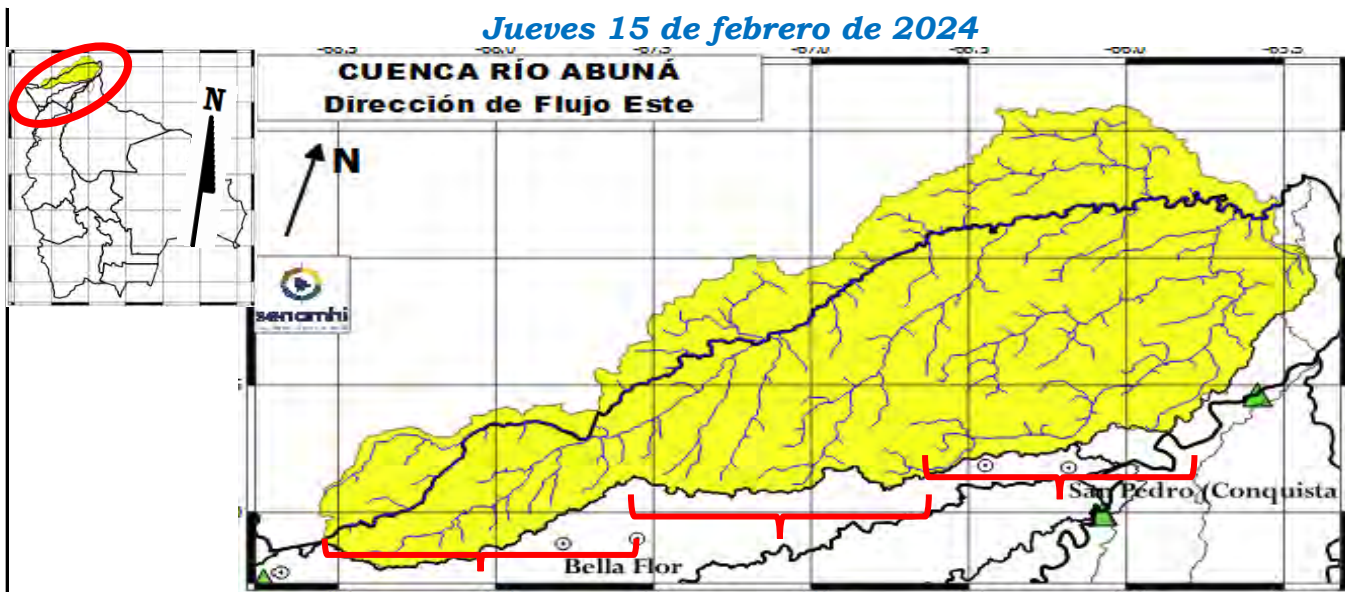 Jueves 15 de febrero de 2024
CUENCA RÍO ABUNÁ
Dirección de Flujo Este
N
N
senamhi
San Pedro (Conquista
Bella Flor